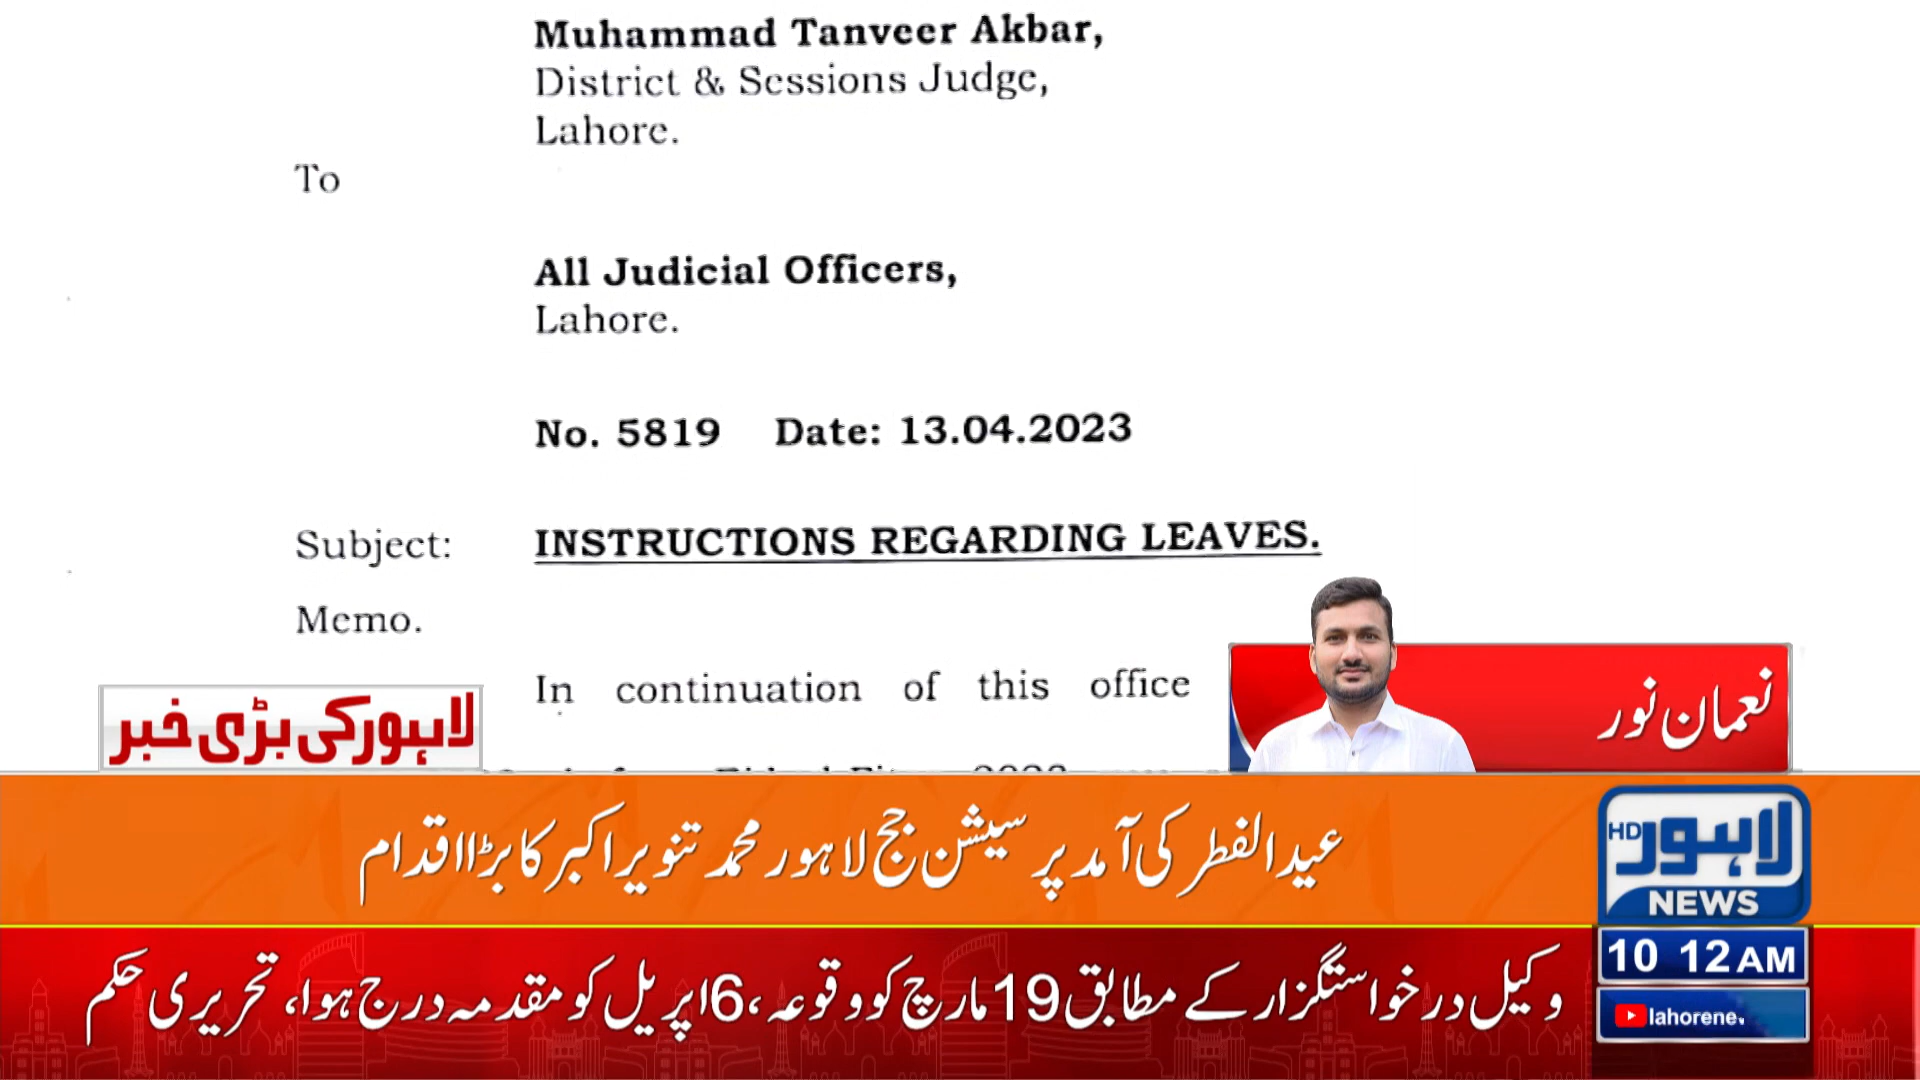 Muhammad Tanveer Akbar,
District & Sessions Judge,
Lahore.
To
All Judicial Officers,
Lahore.
No. 5819 Date: 13.04.2023
Subject: INSTRUCTIONS REGARDING LEAVES.
Memo.
In continuation of this office
نعمان نور
لاہور کی بڑی خبر
عیدالفطر کی آمد پر سیشن جج لاہور محمد تنویر اکبر کا بڑا اقدام
لاہور
HD
NEWS
10 12 AM
وکیل درخواستگزار کے مطابق 19 مارچ کو وقوعہ، 6 اپریل کو مقدمہ درج ہوا، تحریری حکم
lahorene